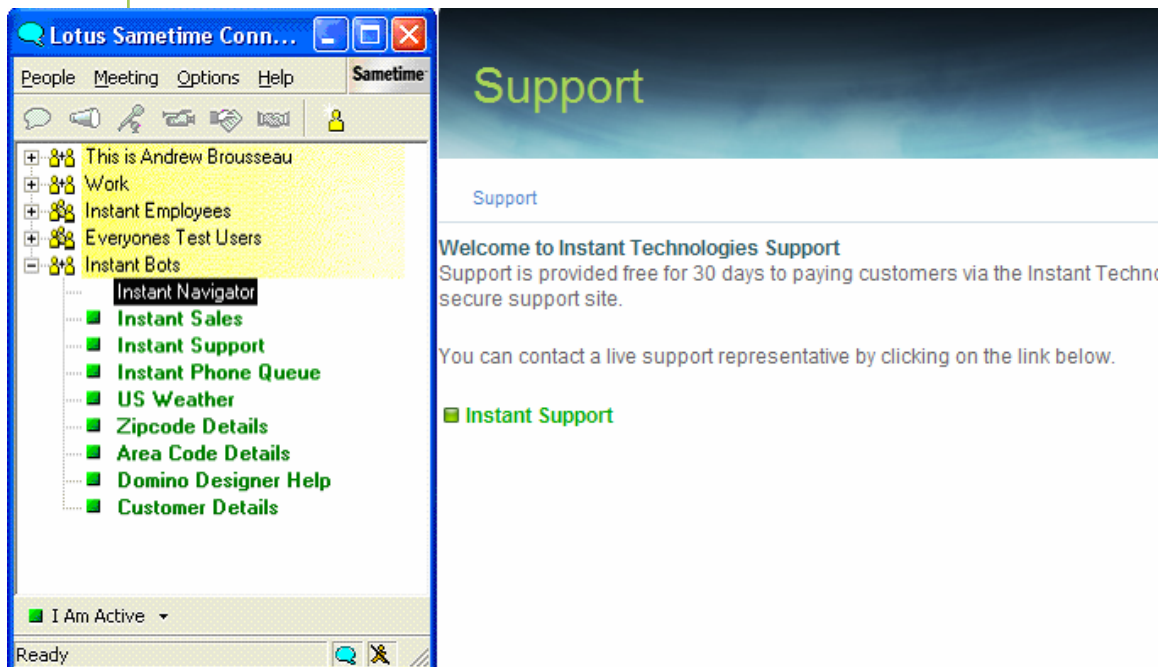 Lotus Sametime Conn...
People Meeting Options Help
Sametime
This is Andrew Brousseau
Work
Instant Employees
Everyones Test Users
Instant Bots
Instant Navigator
Instant Sales
Instant Support
Instant Phone Queue
US Weather
Zipcode Details
Area Code Details
Domino Designer Help
Customer Details
I Am Active
Ready
Support
Support
Welcome to Instant Technologies Support
Support is provided free for 30 days to paying customers via the Instant Techno
secure support site.
You can contact a live support representative by clicking on the link below.
Instant Support